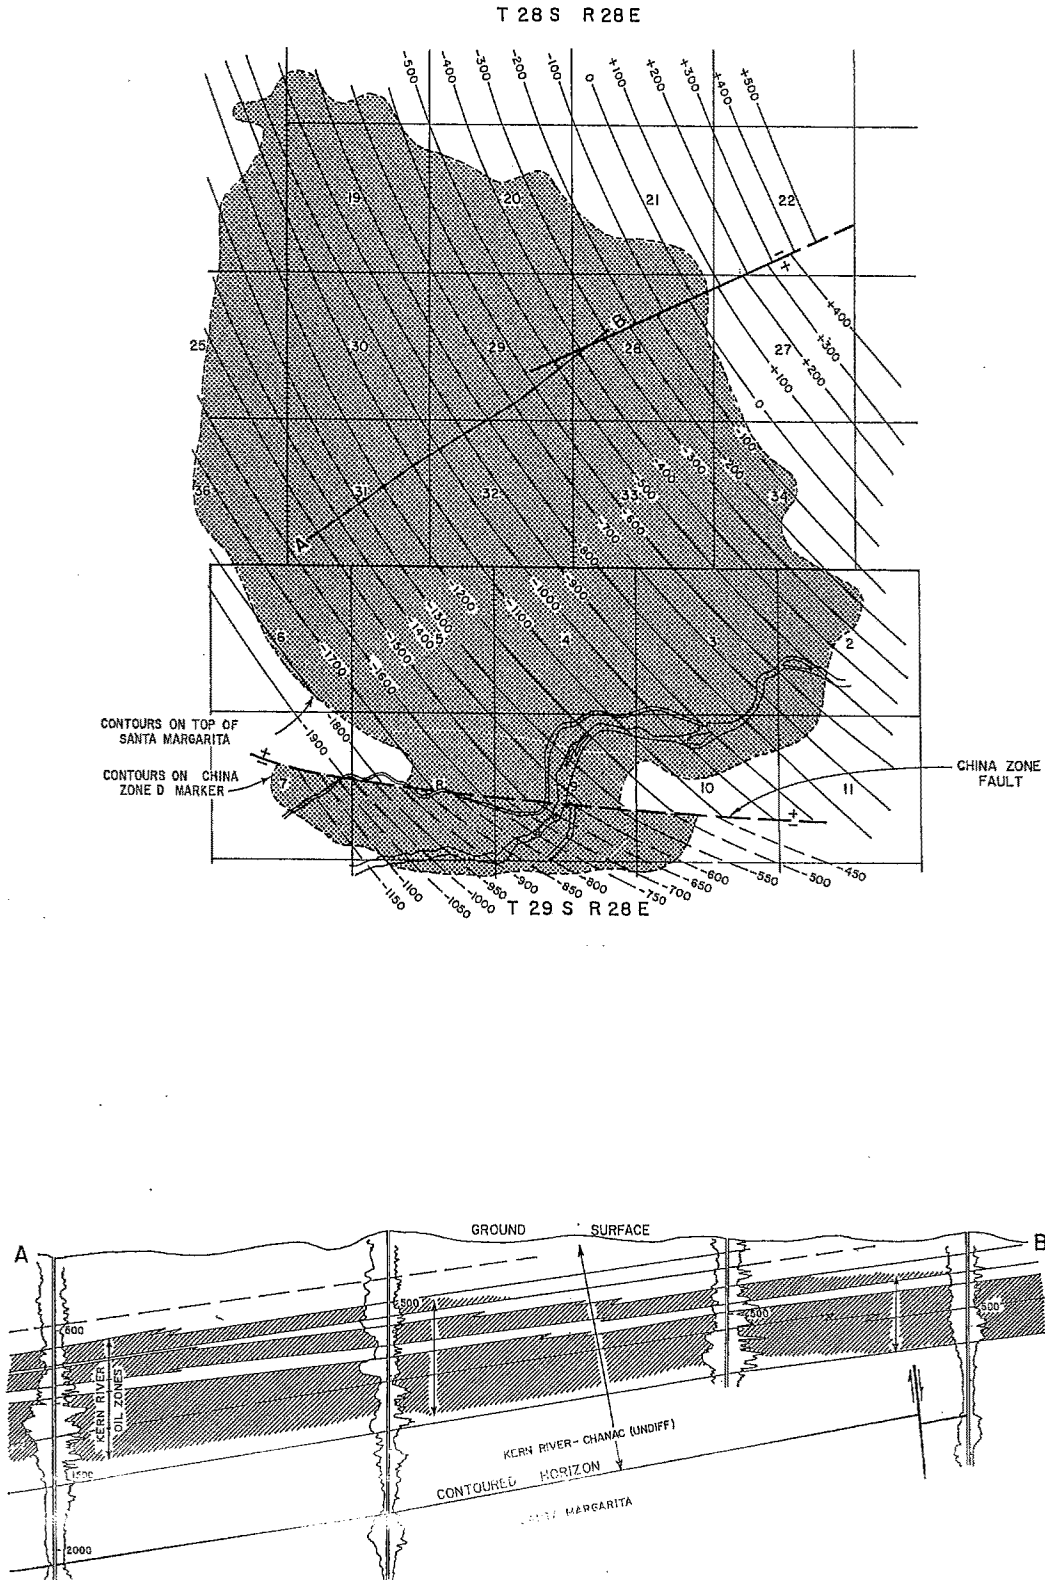 T 28 S R 28 E
-500 -400 -300 -200 -100 0 +100 +200 +300 +400 +500
19 20 21 22
- +
B
25 30 29 28 27
+400
+300
+200
+100
0
-100
-200
-300
-400
-500
-600
-700
-800
36 31 32 33 34
A
-900
-1000
-1100
-1200
-1300
-1400
-1500
-1600
-1700
-1800
-1900
6 5 4 3 2
CONTOURS ON TOP OF
SANTA MARGARITA
CONTOURS ON CHINA
ZONE D MARKER
+ -
7 8 9 10 11
CHINA ZONE
FAULT
+ -
-450
-500
-550
-600
-650
-700
-750
-800
-850
-900
-950
-1000
-1050
-1100
-1150
T 29 S R 28 E
A GROUND SURFACE B
500 500 500 500
KERN RIVER
OIL ZONES
1500
KERN RIVER - CHANAC (UNDIFF)
CONTOURED HORIZON
SANTA MARGARITA
2000